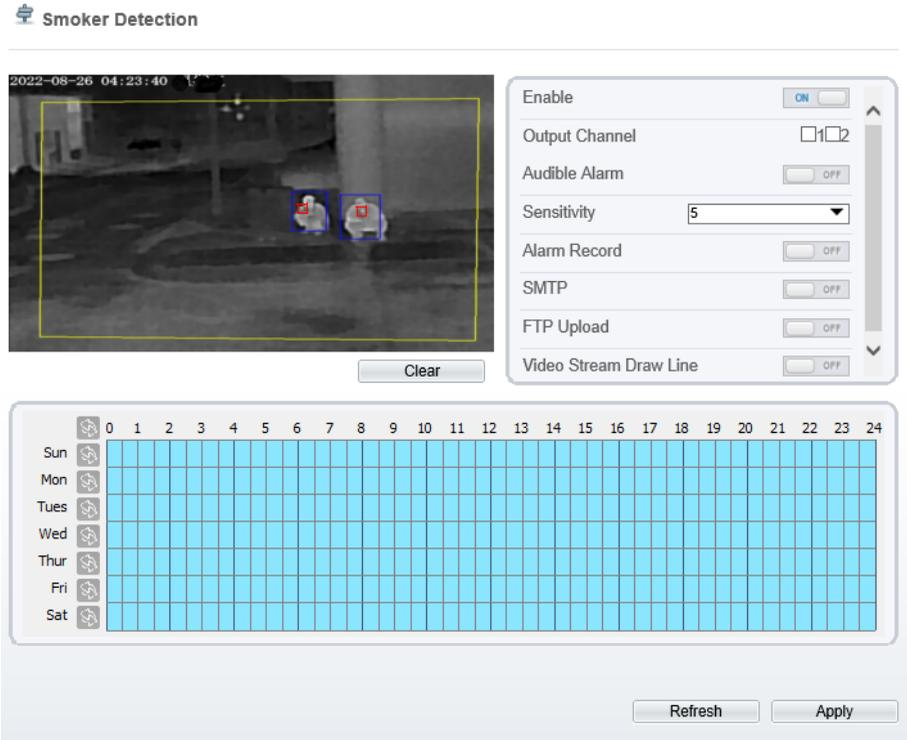 Smoker Detection
2022-08-26 04:23:40
Enable ON
Output Channel 1 2
Audible Alarm OFF
Sensitivity 5
Alarm Record OFF
SMTP OFF
FTP Upload OFF
Video Stream Draw Line OFF
Clear
0 1 2 3 4 5 6 7 8 9 10 11 12 13 14 15 16 17 18 19 20 21 22 23 24
Sun
Mon
Tues
Wed
Thur
Fri
Sat
Refresh Apply